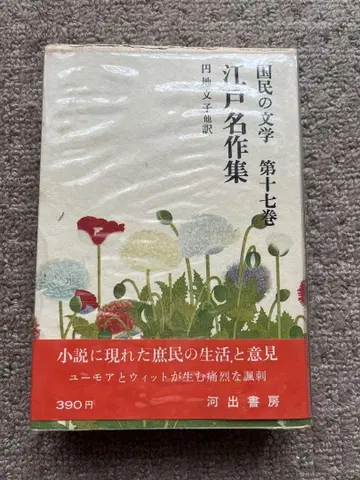 国民の文学 第十七巻
江戸名作集
円地文子他訳
小説に現れた庶民の生活と意見
ユーモアとウィットが生む痛烈な諷刺
390円
河出書房